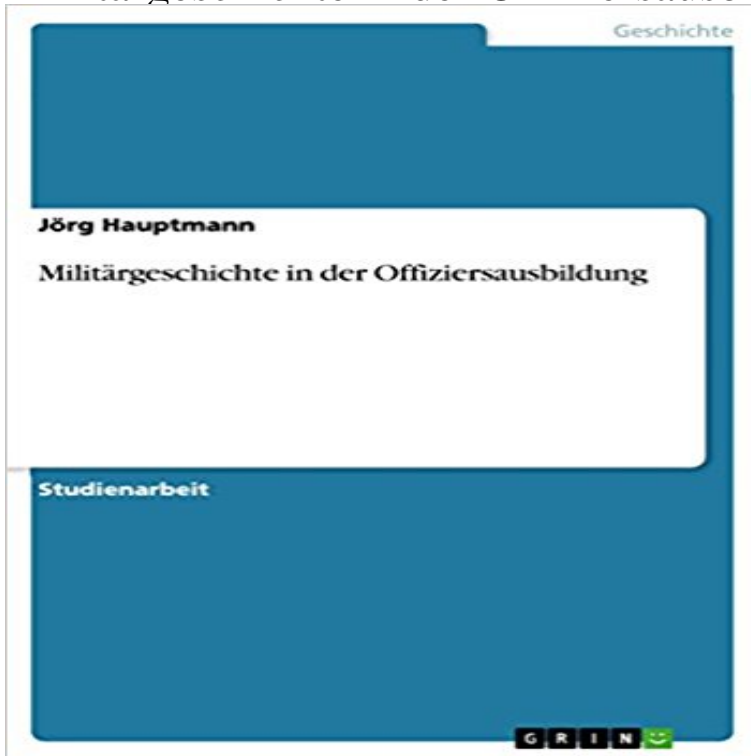 Geschichte
Jörg Hauptmann
Militärgeschichte in der Offiziersausbildung
Studienarbeit
GRIN